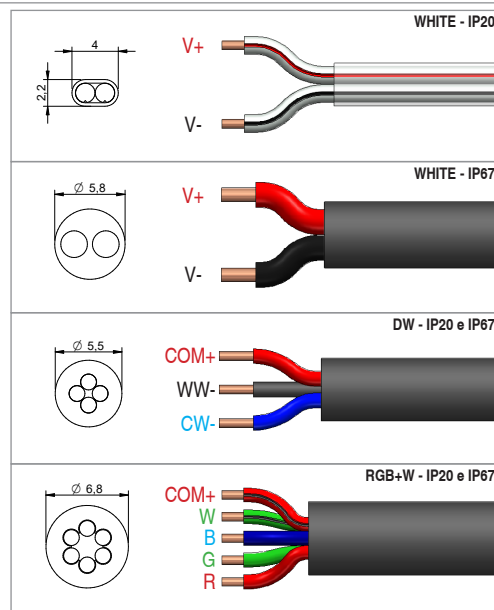 WHITE - IP20
4
2,2
V+
V-
WHITE - IP67
Ø 5,8
V+
V-
DW - IP20 e IP67
Ø 5,5
COM+
WW-
CW-
RGB+W - IP20 e IP67
Ø 6,8
COM+
W
B
G
R